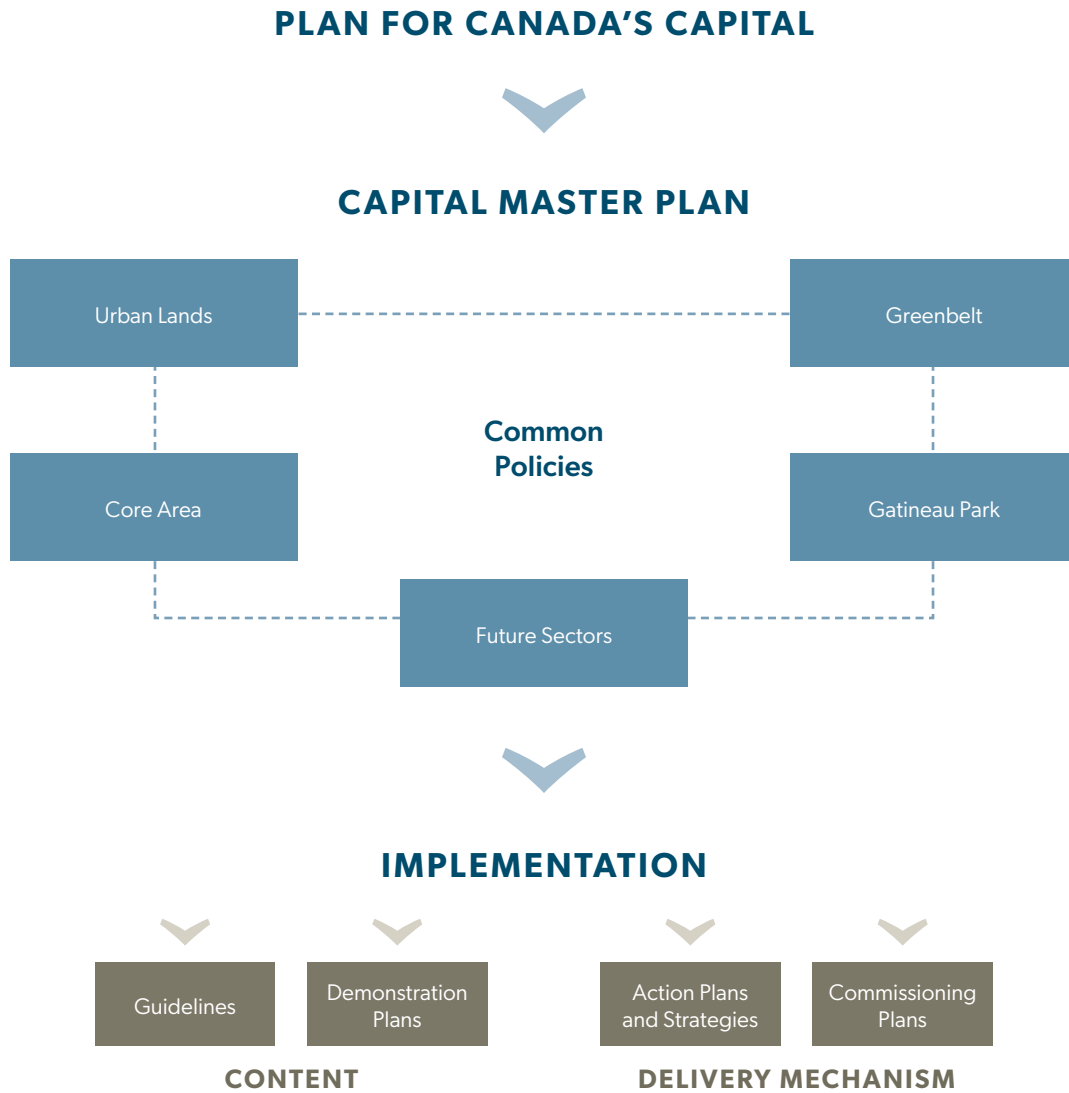 PLAN FOR CANADA’S CAPITAL
CAPITAL MASTER PLAN
Urban Lands
Greenbelt
Common
Policies
Core Area
Gatineau Park
Future Sectors
IMPLEMENTATION
Guidelines
Demonstration
Plans
Action Plans
and Strategies
Commissioning
Plans
CONTENT
DELIVERY MECHANISM